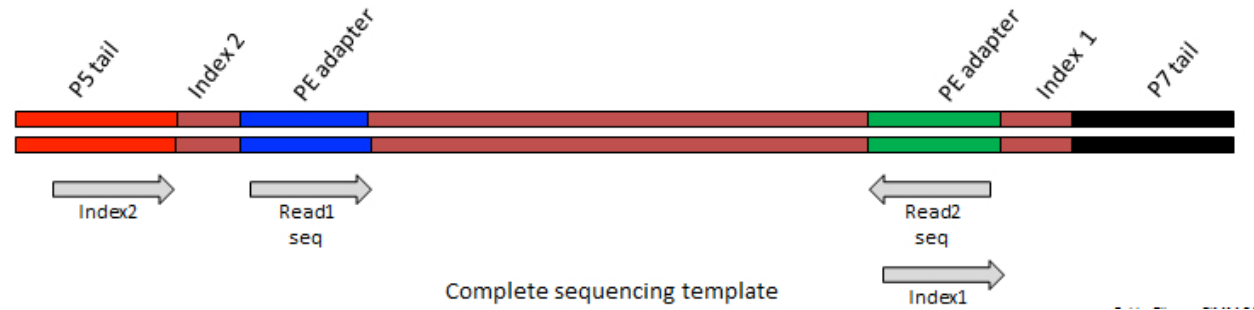 P5 tail
Index 2
PE adapter
PE adapter
Index 1
P7 tail
Index2
Read1
seq
Read2
seq
Index1
Complete sequencing template